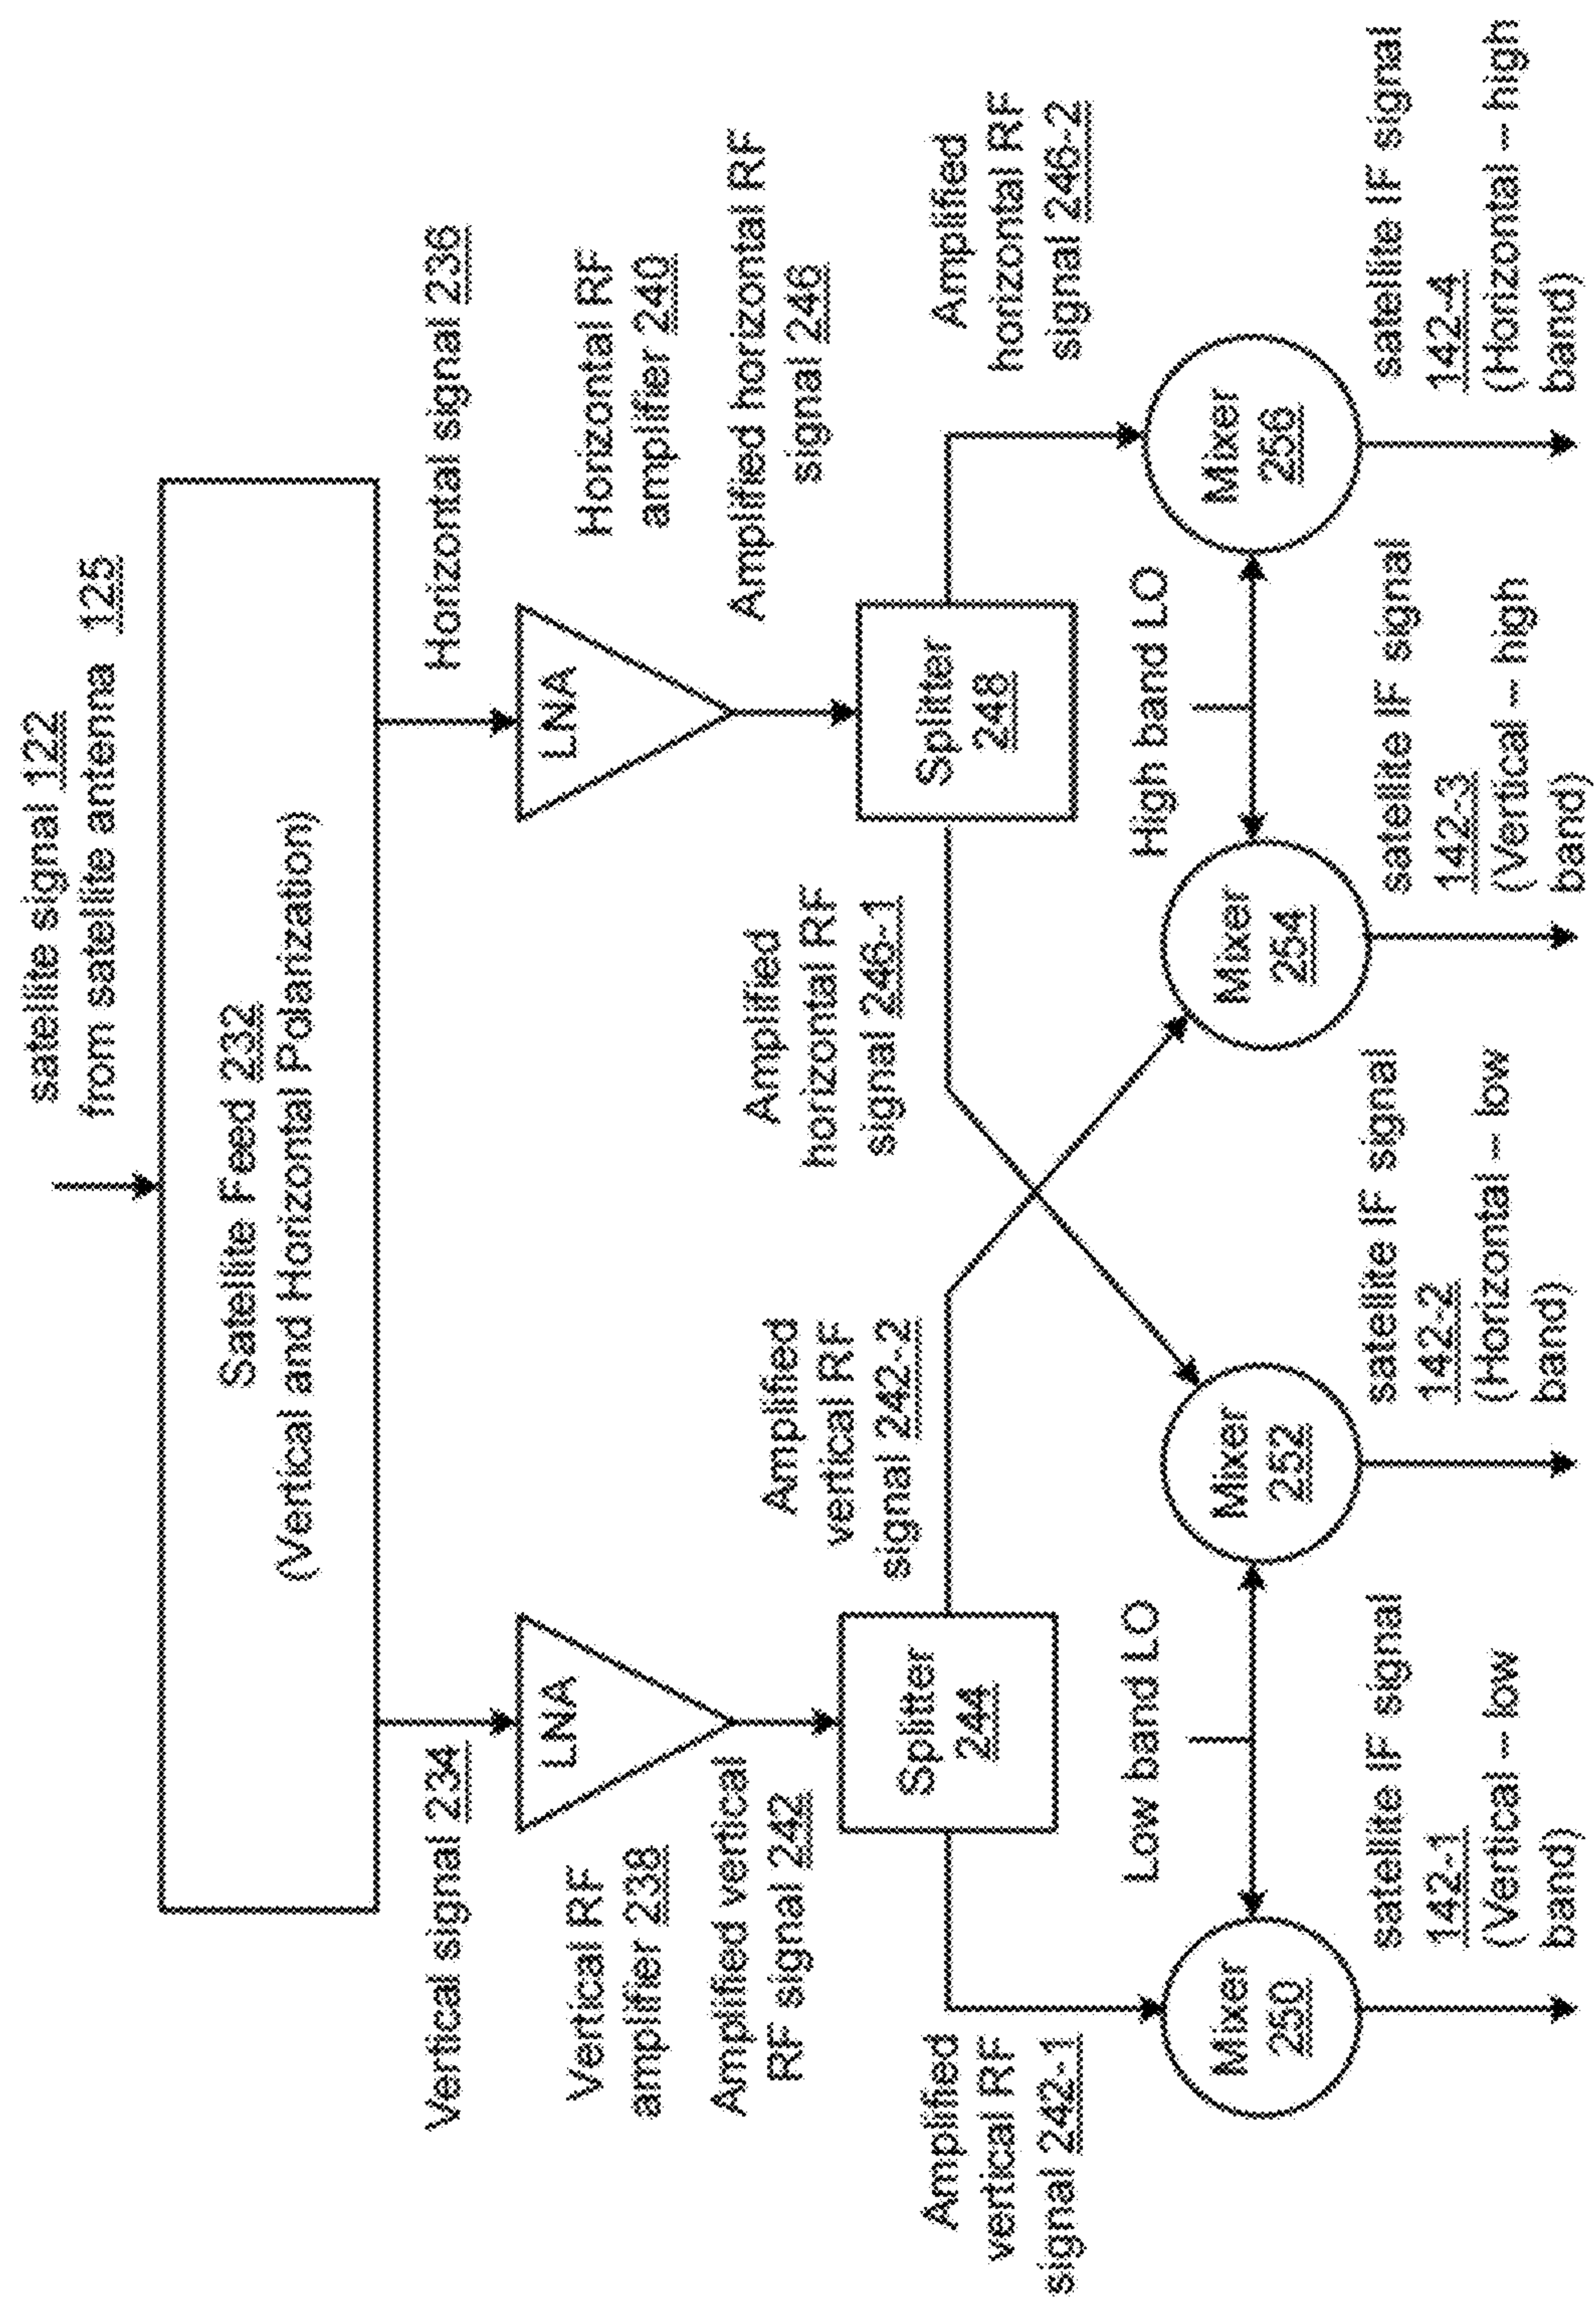 satellite signal 122
from satellite antenna 125
Satellite Feed 232
(Vertical and Horizontal Polarization)
Vertical signal 234
Horizontal signal 236
LNA
LNA
Vertical RF
amplifier 238
Horizontal RF
amplifier 240
Amplified vertical
RF signal 242
Amplified horizontal RF
signal 246
Splitter
244
Splitter
248
Amplified
vertical RF
signal 242-1
Amplified
vertical RF
signal 242-2
Amplified
horizontal RF
signal 246-1
Amplified
horizontal RF
signal 246-2
Low band LO
High band LO
Mixer
250
Mixer
252
Mixer
254
Mixer
256
satellite IF signal
142-1
(Vertical – low
band)
satellite IF signal
142-2
(Horizontal – low
band)
satellite IF signal
142-3
(Vertical – high
band)
satellite IF signal
142-4
(Horizontal – high
band)